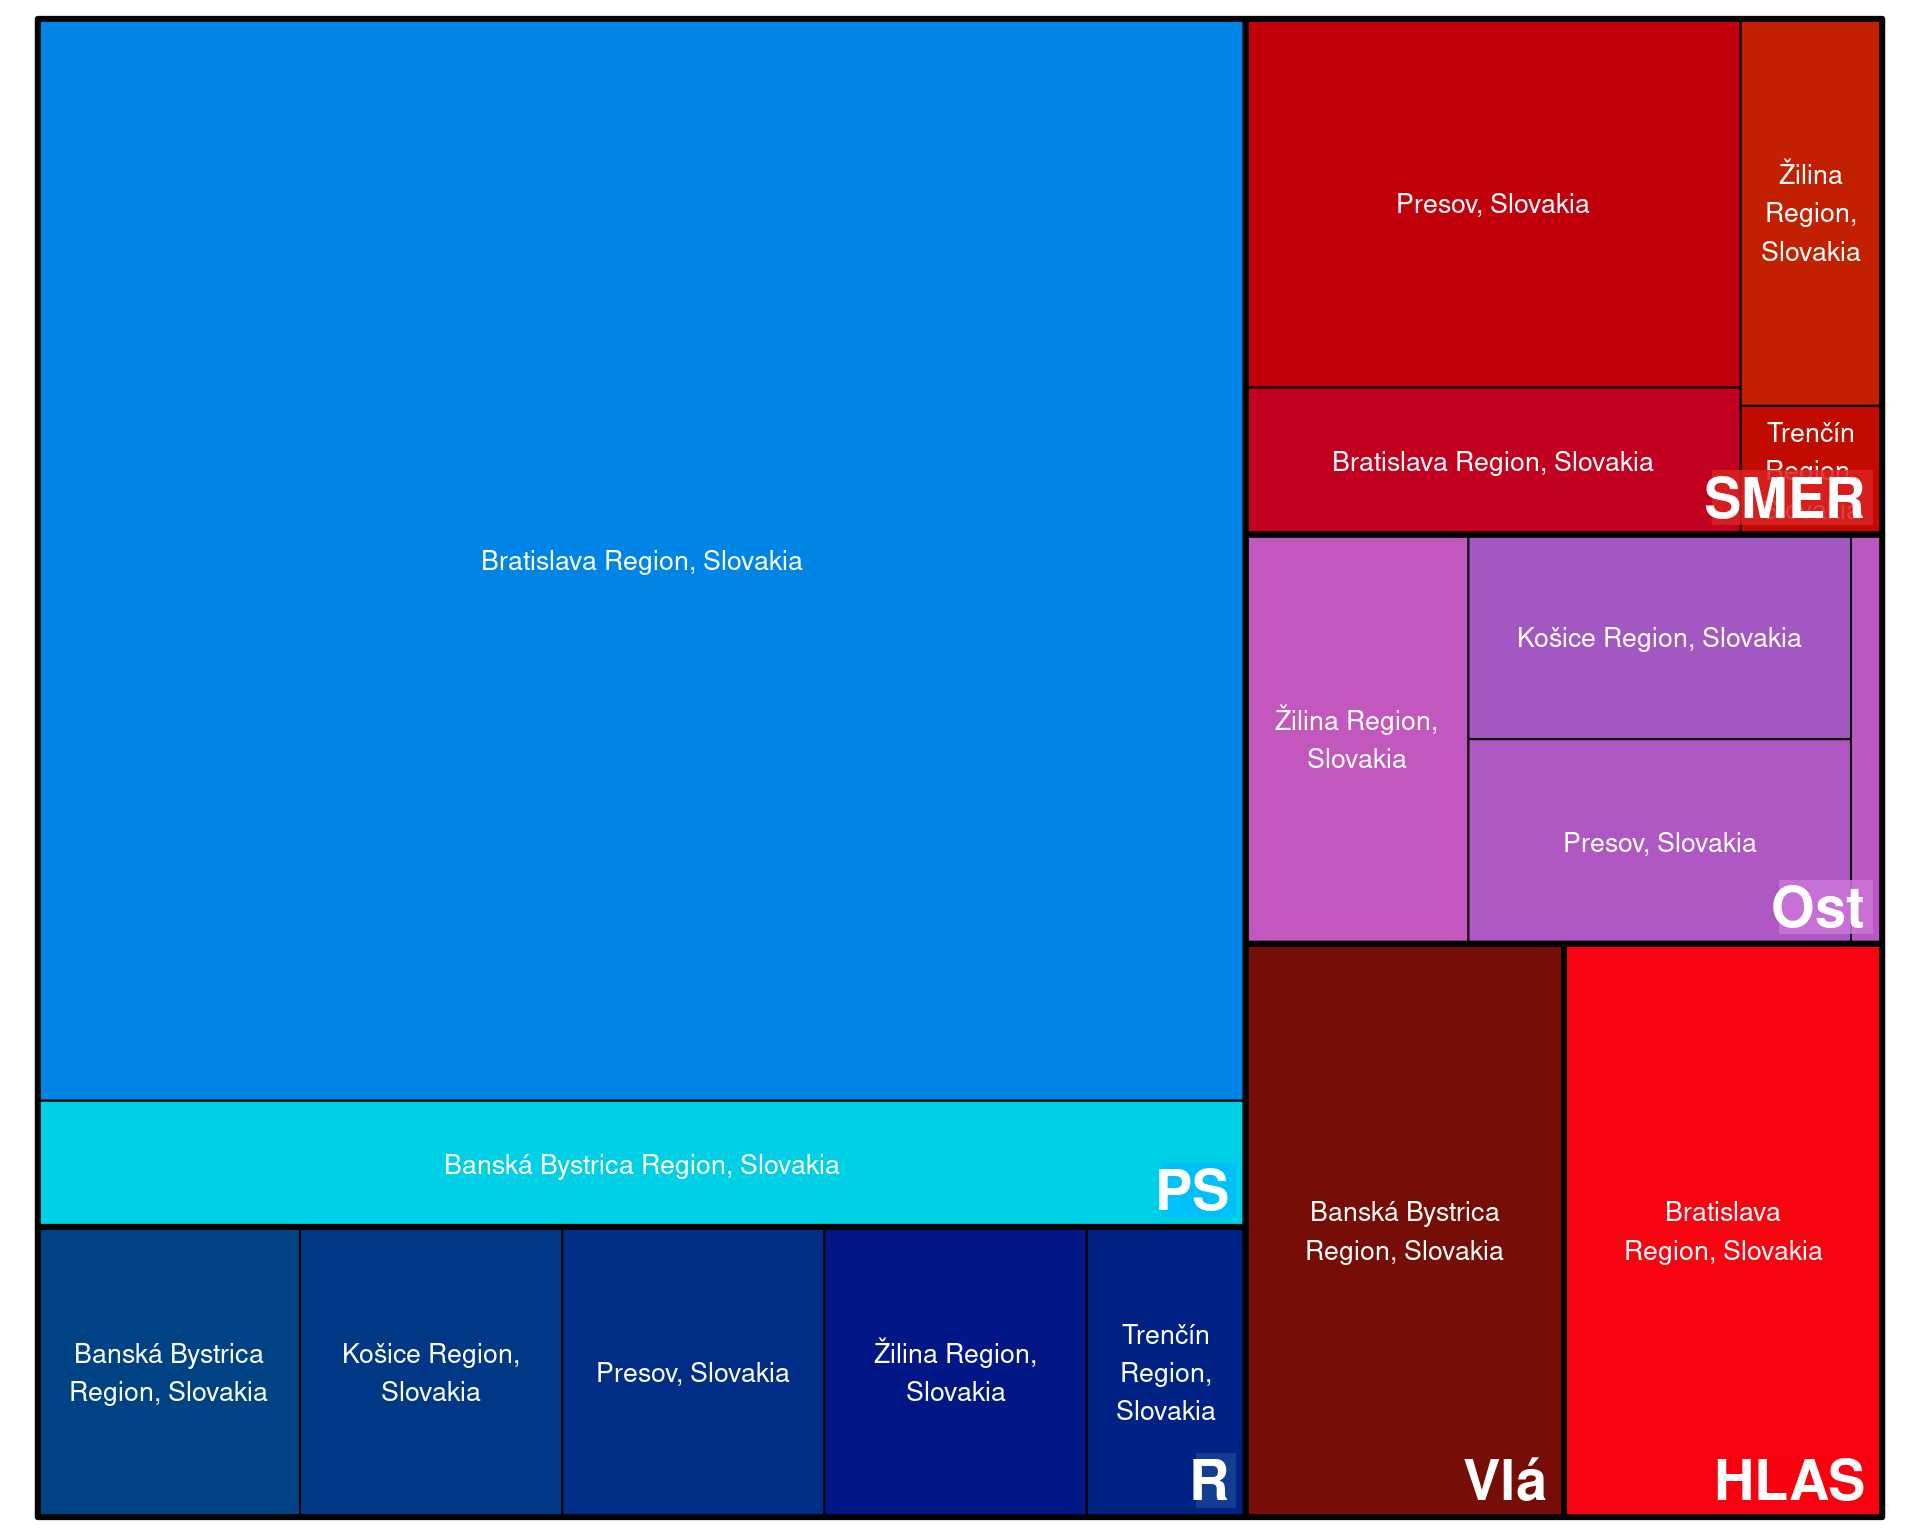 Bratislava Region, Slovakia
Banská Bystrica Region, Slovakia
PS
Banská Bystrica
Region, Slovakia
Košice Region,
Slovakia
Presov, Slovakia
Žilina Region,
Slovakia
Trenčín
Region,
Slovakia
R
Presov, Slovakia
Žilina
Region,
Slovakia
Bratislava Region, Slovakia
Trenčín
Region,
SMER
Žilina Region,
Slovakia
Košice Region, Slovakia
Presov, Slovakia
Ost
Banská Bystrica
Region, Slovakia
Vlá
Bratislava
Region, Slovakia
HLAS